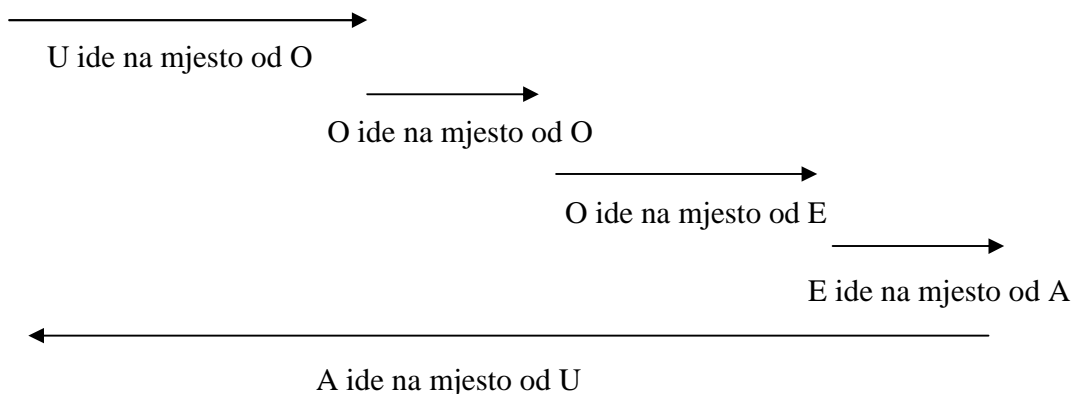 U ide na mjesto od O
O ide na mjesto od O
O ide na mjesto od E
E ide na mjesto od A
A ide na mjesto od U